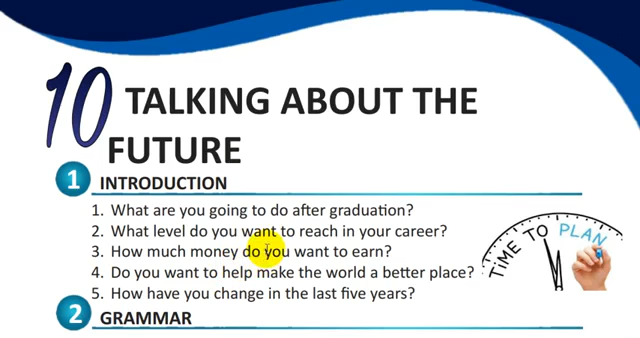 10 TALKING ABOUT THE
FUTURE
1 INTRODUCTION
1. What are you going to do after graduation?
2. What level do you want to reach in your career?
3. How much money do you want to earn?
4. Do you want to help make the world a better place?
5. How have you change in the last five years?
TIME TO PLAN
2 GRAMMAR